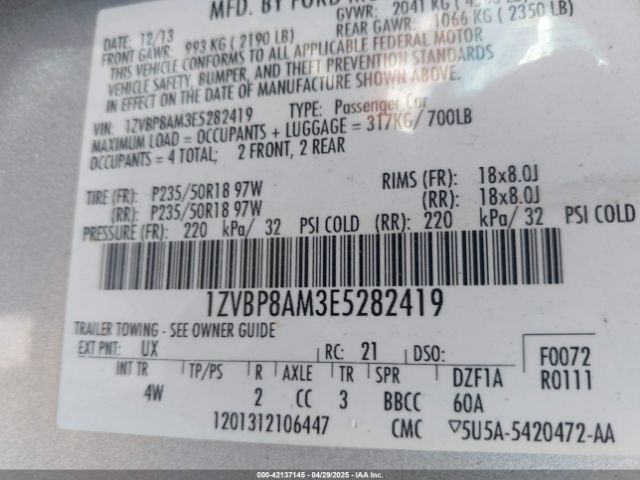 MFD. BY FORD MO
DATE: 12/13 GVWR: 2041 KG (
FRONT GAWR: 993 KG (2190 LB) REAR GAWR: 1066 KG (2350 LB)
THIS VEHICLE CONFORMS TO ALL APPLICABLE FEDERAL MOTOR
VEHICLE SAFETY, BUMPER, AND THEFT PREVENTION STANDARDS
IN EFFECT ON THE DATE OF MANUFACTURE SHOWN ABOVE.
VIN: 1ZVBP8AM3E5282419 TYPE: Passenger Car
MAXIMUM LOAD = OCCUPANTS + LUGGAGE = 317KG/700LB
OCCUPANTS = 4 TOTAL; 2 FRONT, 2 REAR
TIRE (FR): P235/50R18 97W RIMS (FR): 18x8.0J
(RR): P235/50R18 97W (RR): 18x8.0J
PRESSURE (FR): 220 kPa/ 32 PSI COLD (RR): 220 kPa/ 32 PSI COLD
1ZVBP8AM3E5282419
TRAILER TOWING - SEE OWNER GUIDE
EXT PNT: UX RC: 21 DSO: F0072
INT TR TP/PS R AXLE TR SPR DZF1A R0111
4W 2 CC 3 BBCC 60A
1201312106447 CMC ▽5U5A-5420472-AA
000-42137145 - 04/29/2025 - IAAI.COM